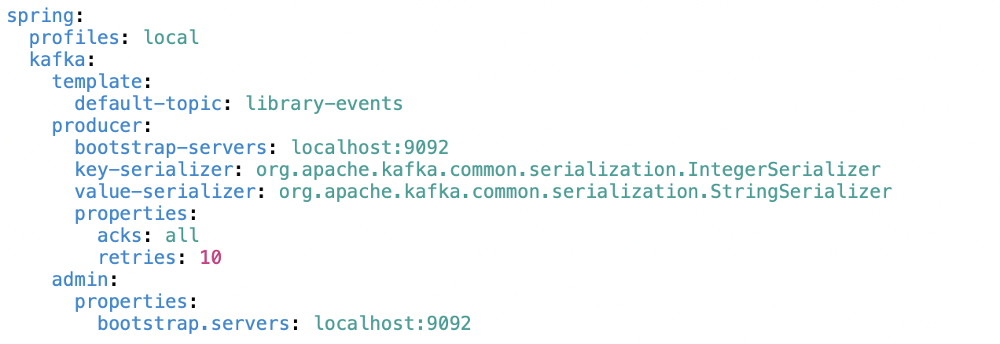 spring:
  profiles: local
  kafka:
    template:
      default-topic: library-events
    producer:
      bootstrap-servers: localhost:9092
      key-serializer: org.apache.kafka.common.serialization.IntegerSerializer
      value-serializer: org.apache.kafka.common.serialization.StringSerializer
      properties:
        acks: all
        retries: 10
    admin:
      properties:
        bootstrap.servers: localhost:9092